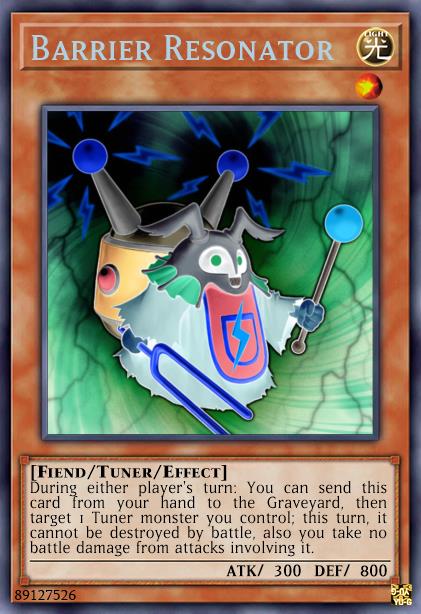 BARRIER RESONATOR
LIGHT
光
[FIEND/TUNER/EFFECT]
During either player's turn: You can send this
card from your hand to the Graveyard, then
target 1 Tuner monster you control; this turn, it
cannot be destroyed by battle, also you take no
battle damage from attacks involving it.
ATK/ 300 DEF/ 800
89127526